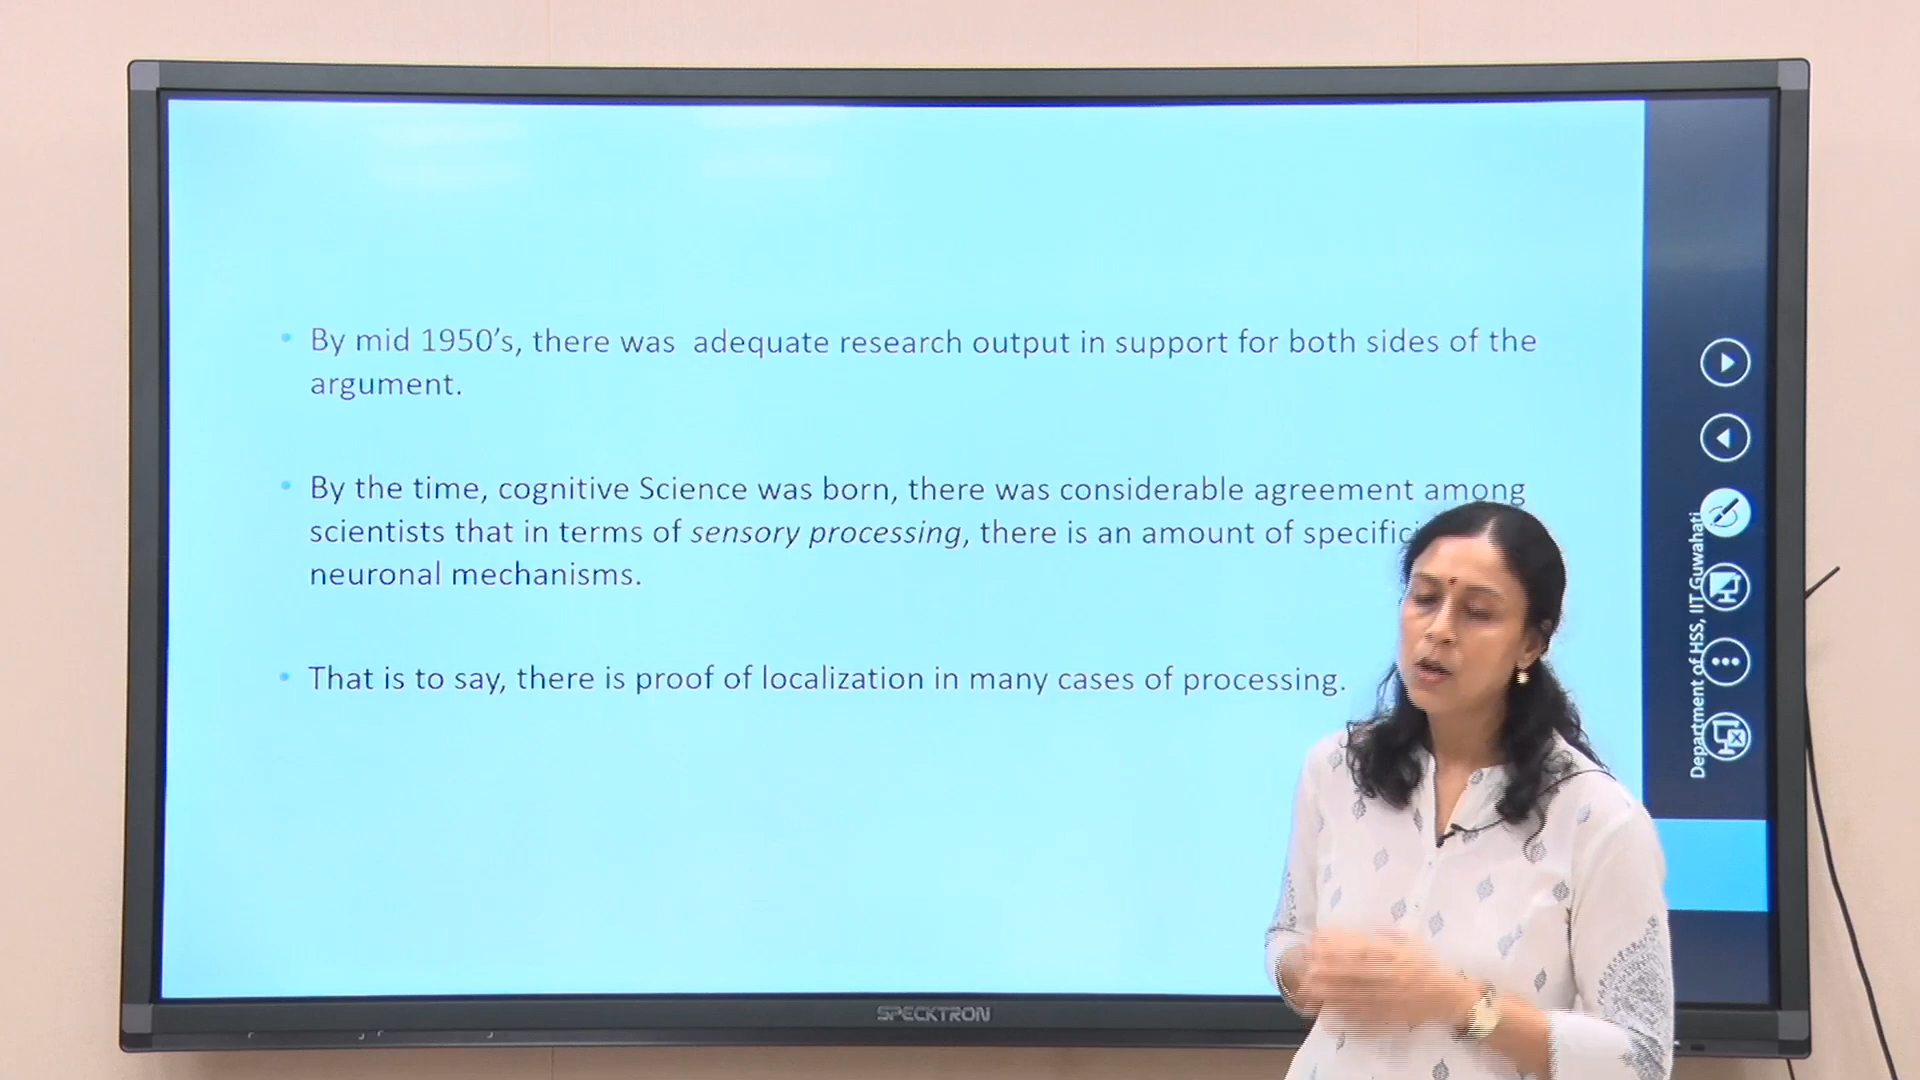 • By mid 1950's, there was  adequate research output in support for both sides of the
argument.
• By the time, cognitive Science was born, there was considerable agreement among
scientists that in terms of sensory processing, there is an amount of
neuronal mechanisms.
• That is to say, there is proof of localization in many cases of processing.
Department of HSS, IIT Guwahati
SPECKTRON